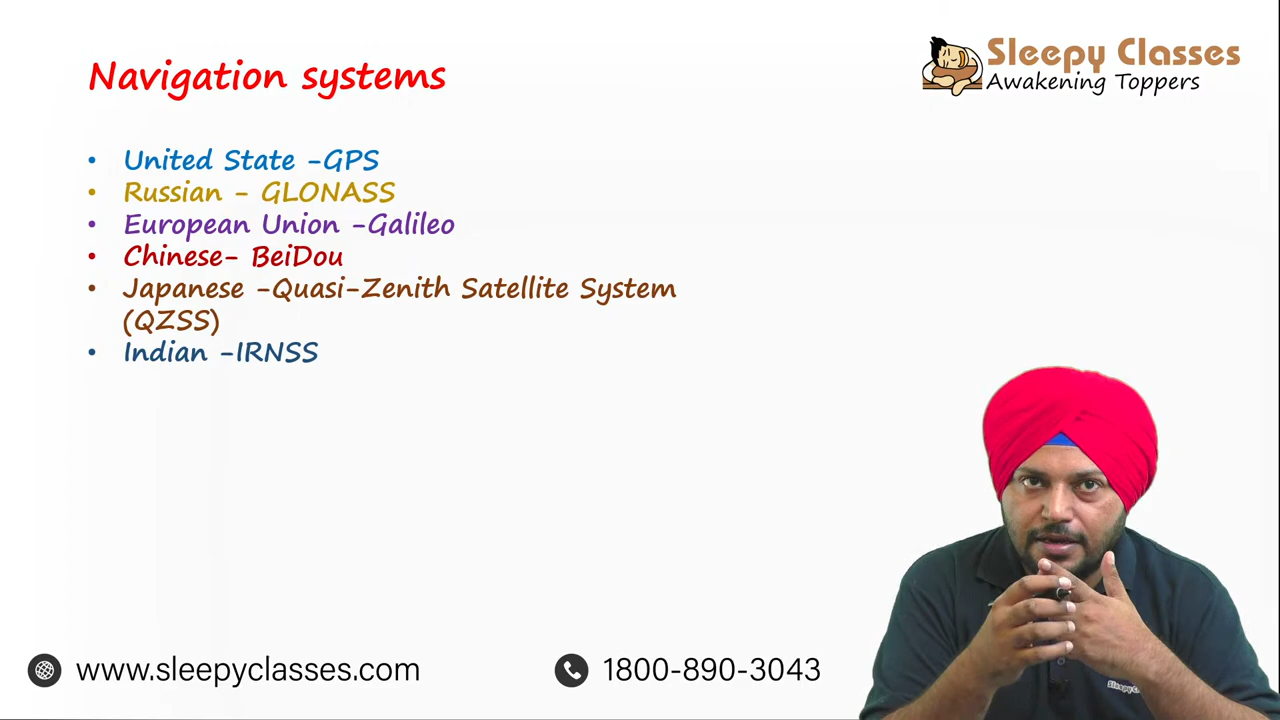 Navigation systems
Sleepy Classes
Awakening Toppers
• United State -GPS
• Russian - GLONASS
• European Union -Galileo
• Chinese- BeiDou
• Japanese -Quasi-Zenith Satellite System
(QZSS)
• Indian -IRNSS
www.sleepyclasses.com
1800-890-3043